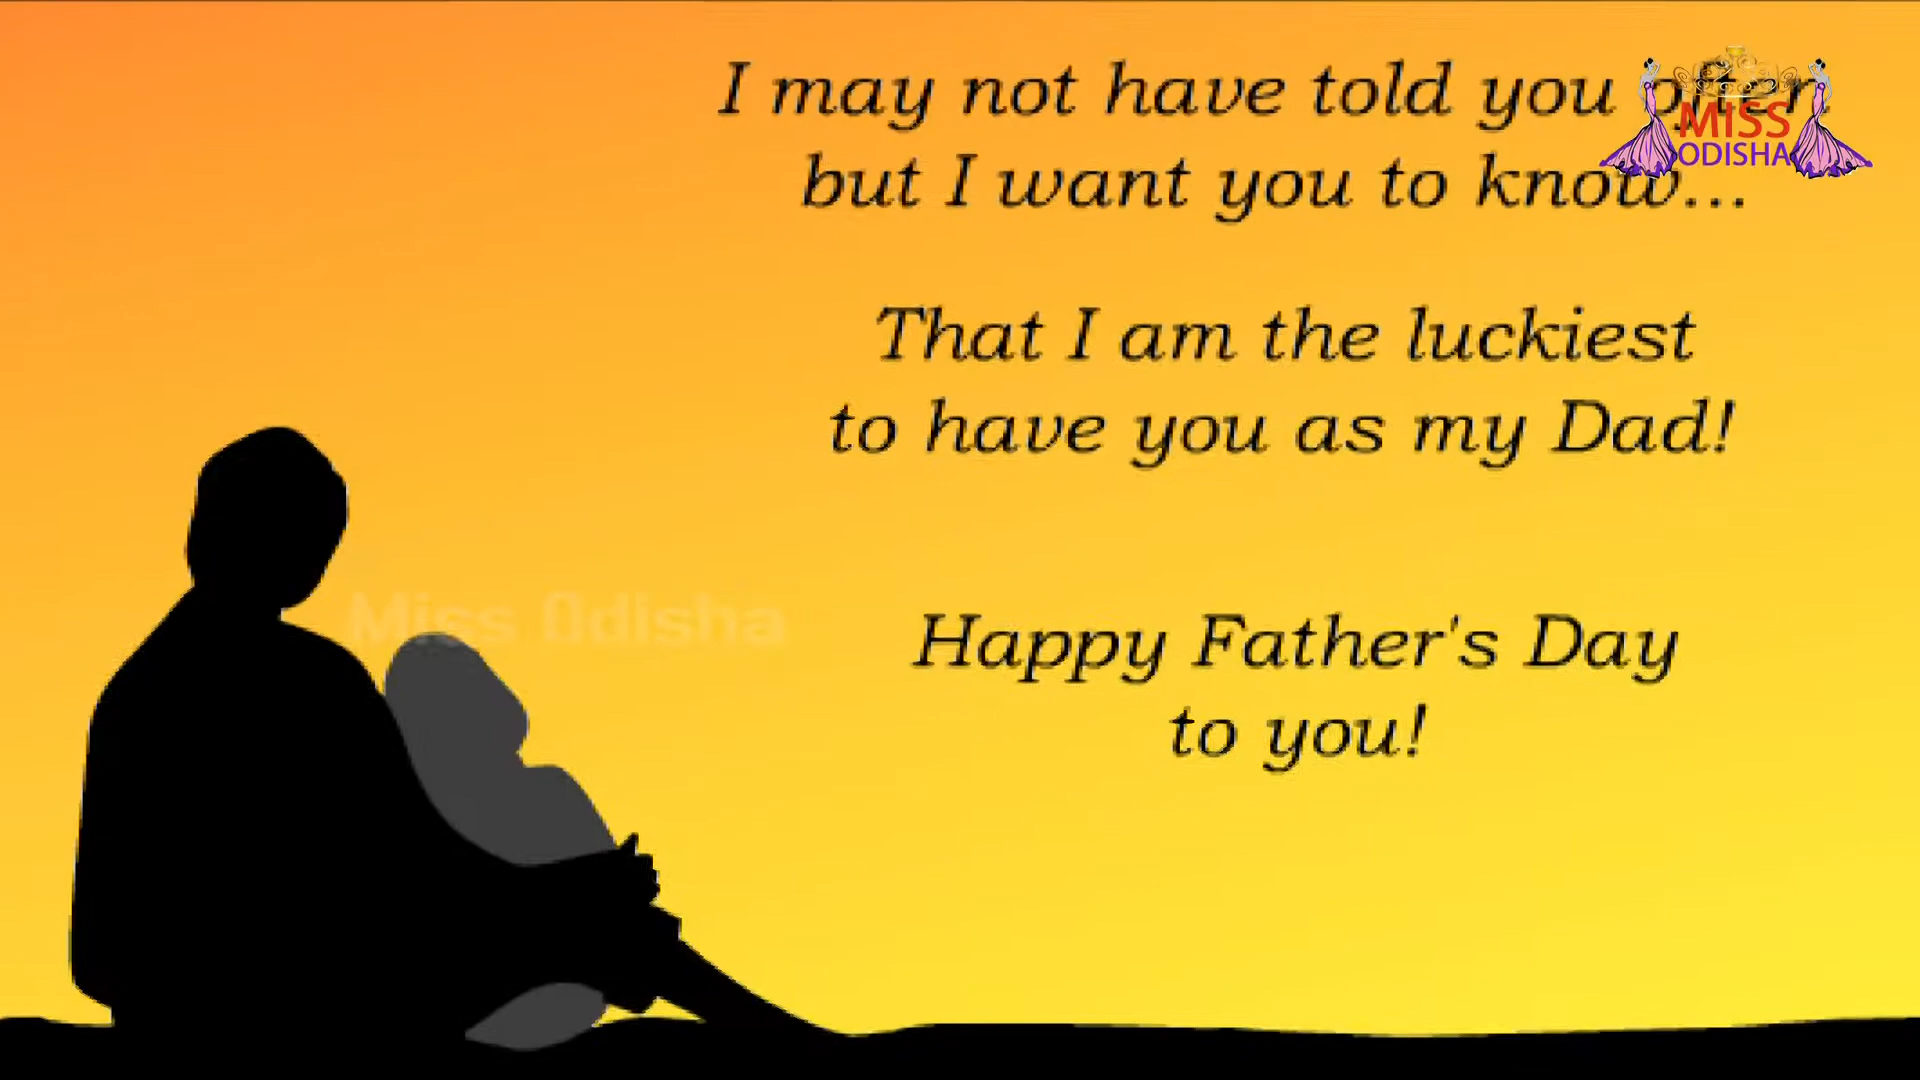 I may not have told you often
but I want you to know...
MISS
ODISHA
That I am the luckiest
to have you as my Dad!
Miss Odisha
Happy Father's Day
to you!